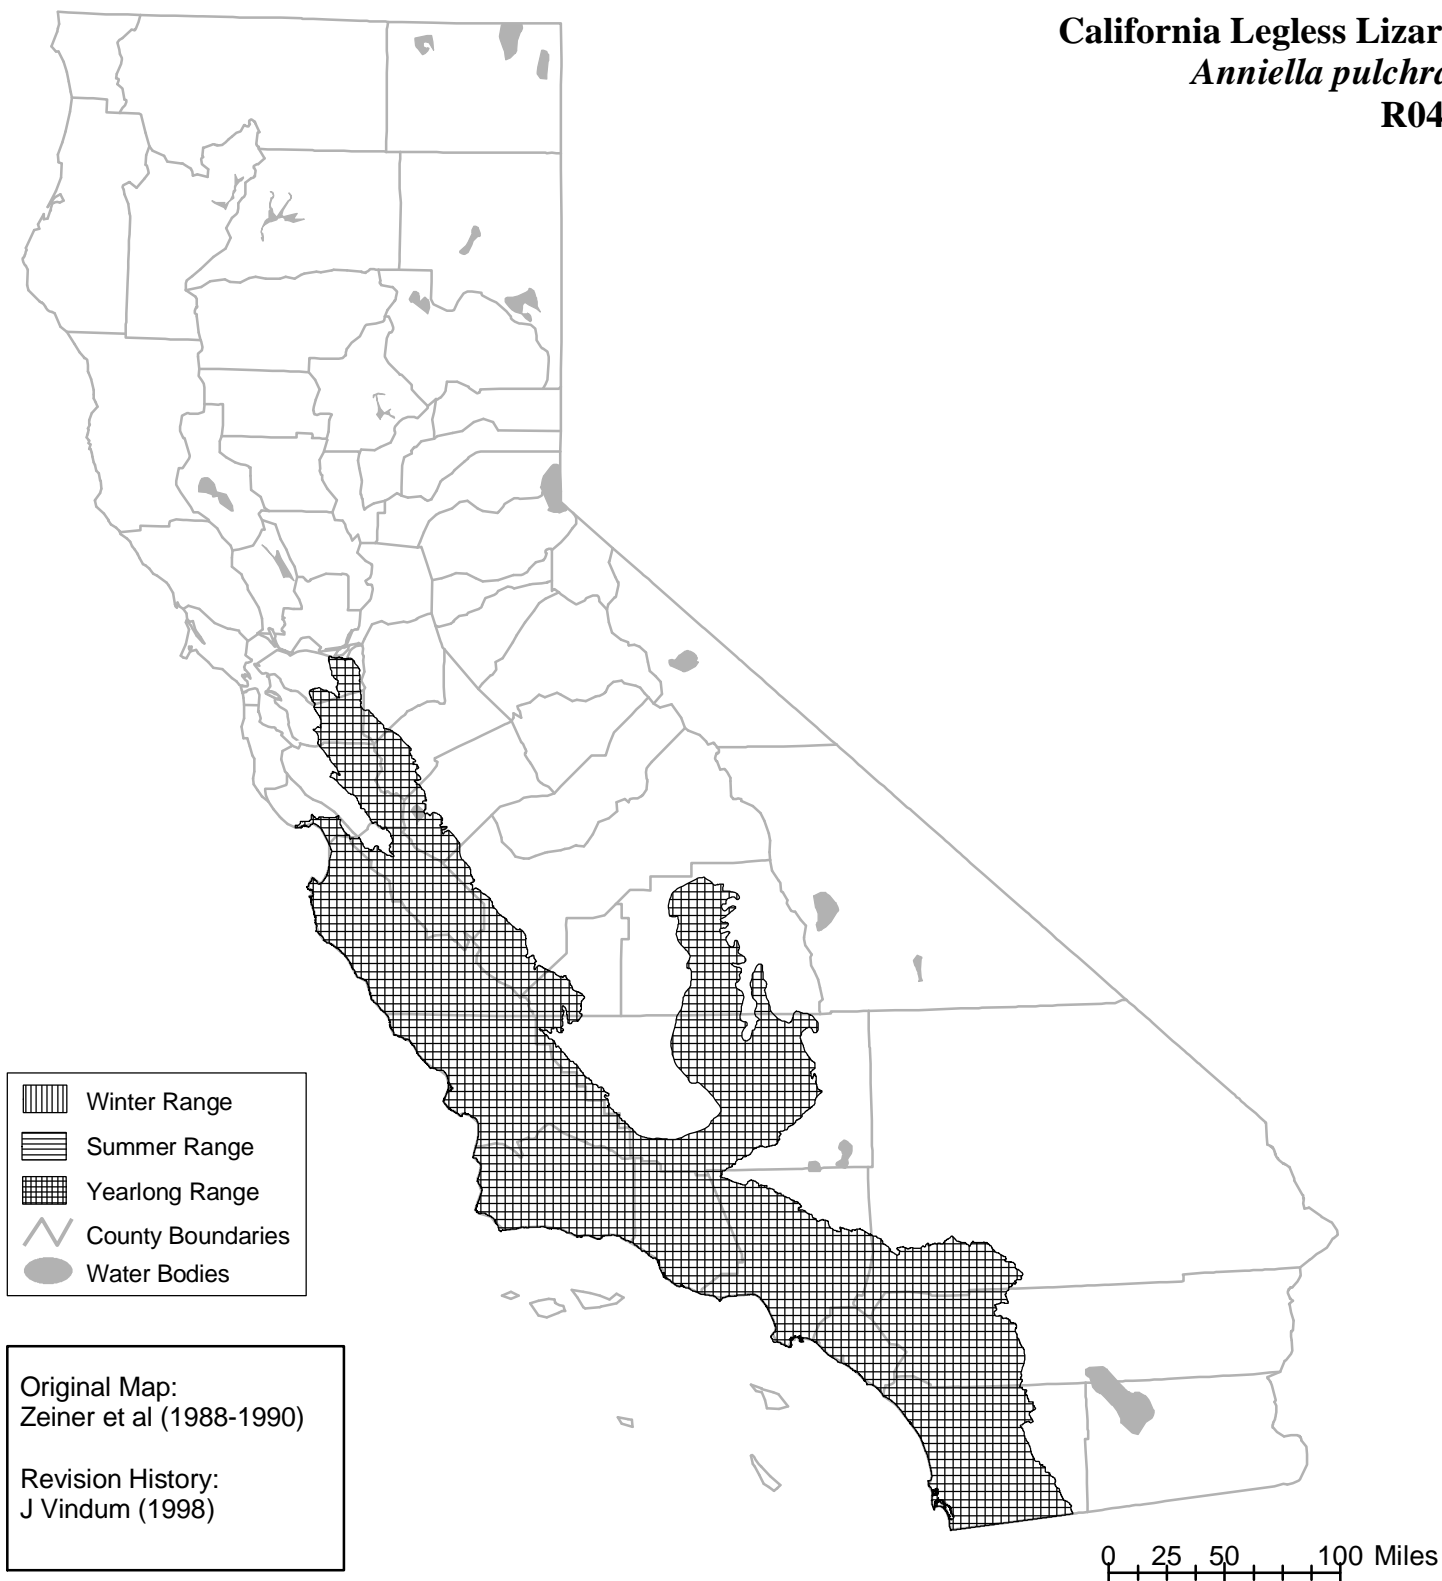 California Legless Lizar
Anniella pulchra
R04
Winter Range
Summer Range
Yearlong Range
County Boundaries
Water Bodies
Original Map:
Zeiner et al (1988-1990)
Revision History:
J Vindum (1998)
0 25 50 100 Miles